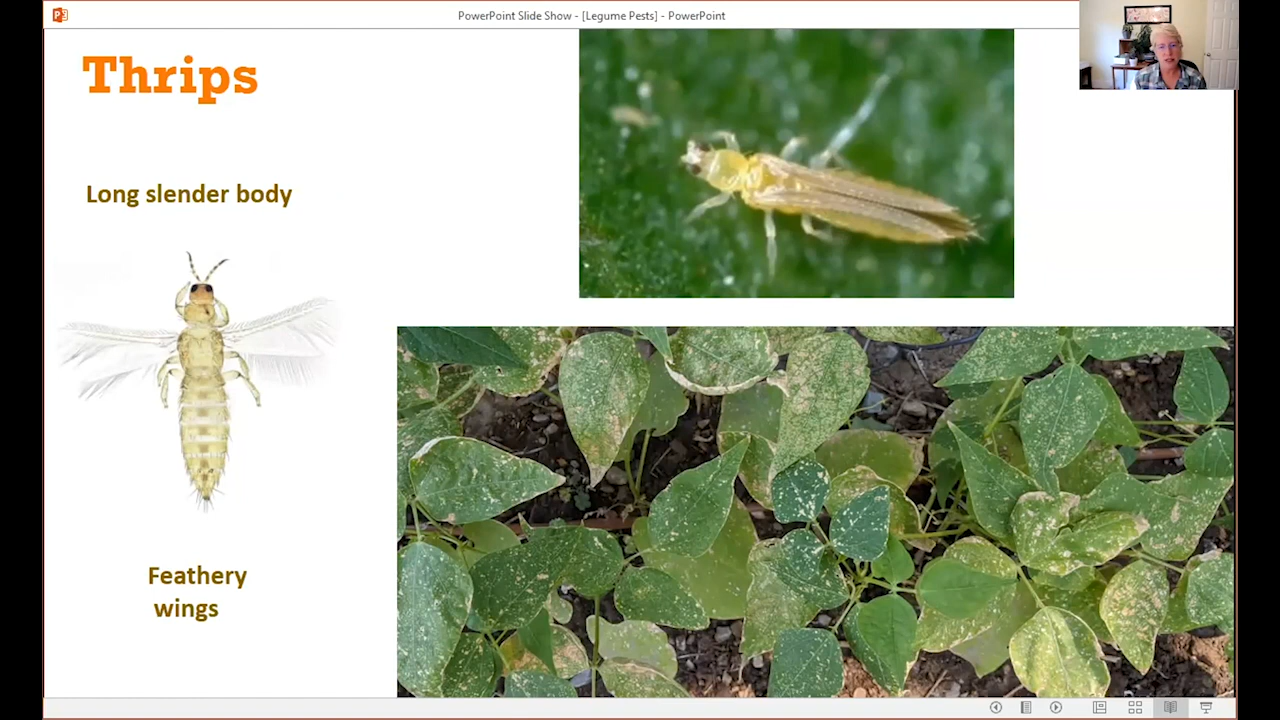 PowerPoint Slide Show - [Legume Pests] - PowerPoint
Thrips
Long slender body
Feathery
wings